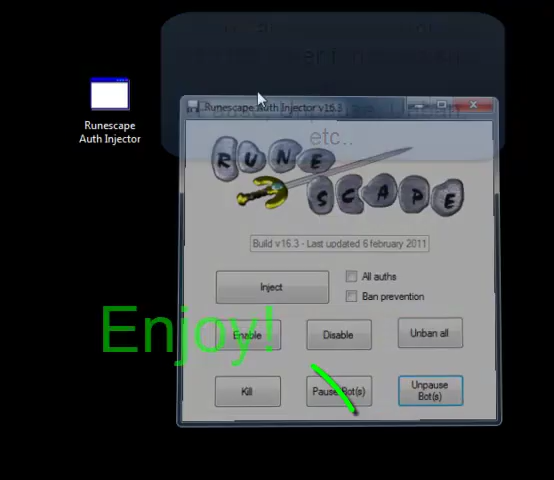 etc..
Runescape
Auth Injector
Runescape Auth Injector v16.3
RUNE
SCAPE
Build v16.3 - Last updated 6 february 2011
Inject
All auths
Ban prevention
Enjoy!
Enable
Disable
Unban all
Kill
Pause Bot(s)
Unpause
Bot(s)